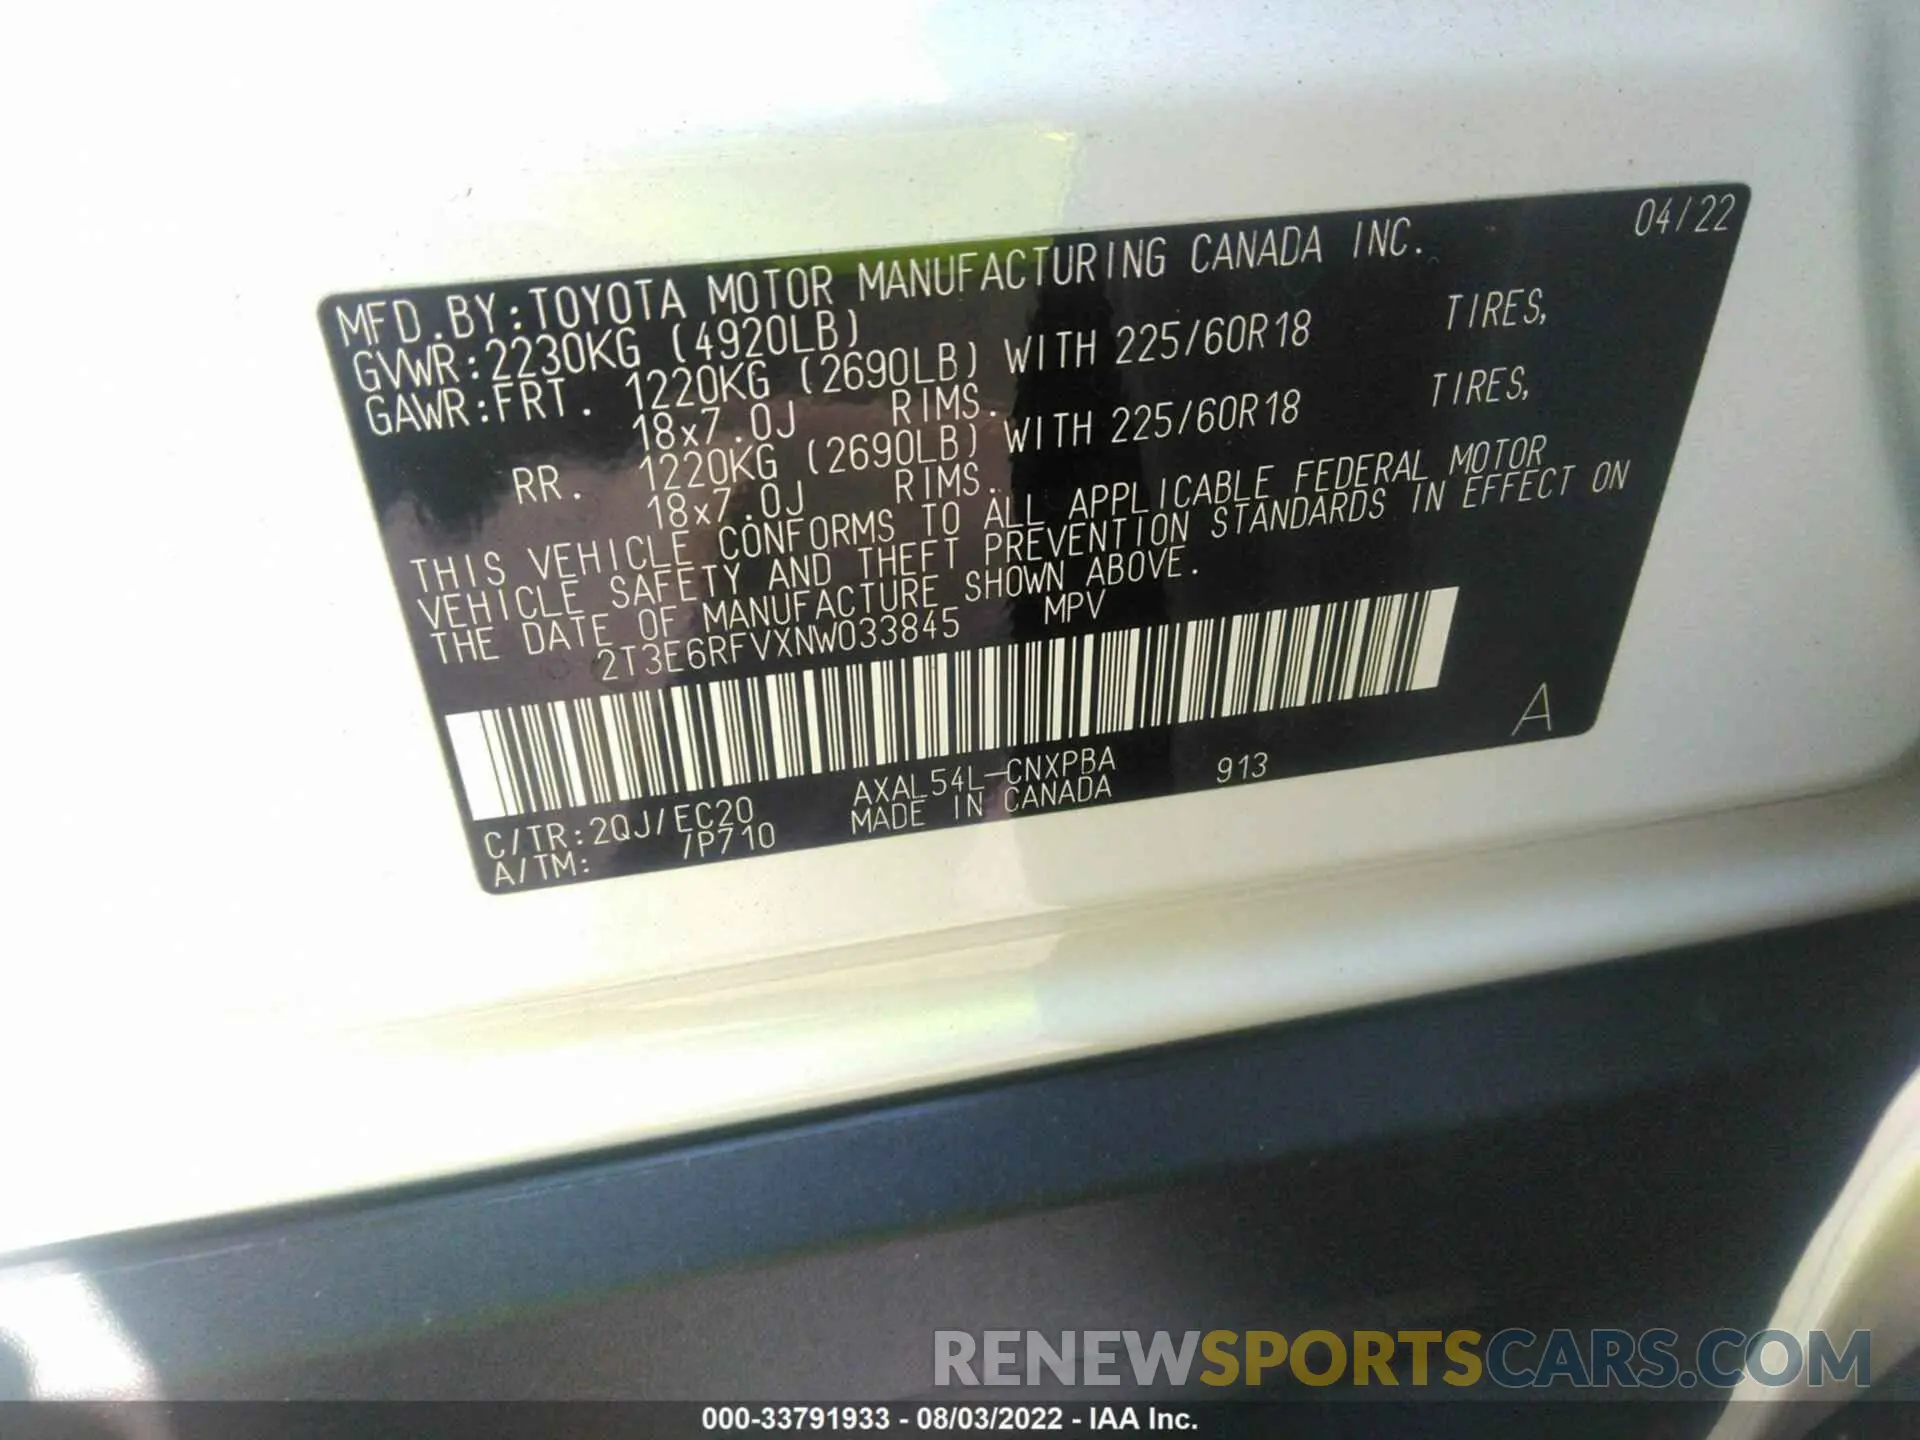 MFD.BY:TOYOTA MOTOR MANUFACTURING CANADA INC. 04/22
GVWR:2230KG (4920LB)
GAWR:FRT. 1220KG (2690LB) WITH 225/60R18 TIRES,
18x7.0J RIMS.
RR. 1220KG (2690LB) WITH 225/60R18 TIRES,
18x7.0J RIMS.
THIS VEHICLE CONFORMS TO ALL APPLICABLE FEDERAL MOTOR
VEHICLE SAFETY AND THEFT PREVENTION STANDARDS IN EFFECT ON
THE DATE OF MANUFACTURE SHOWN ABOVE.
2T3E6RFVXNW033845 MPV
A
C/TR:2QJ/EC20 AXAL54L-CNXPBA 913
A/TM: /P710 MADE IN CANADA
RENEWSPORTSCARS.COM
000-33791933 - 08/03/2022 - IAA Inc.